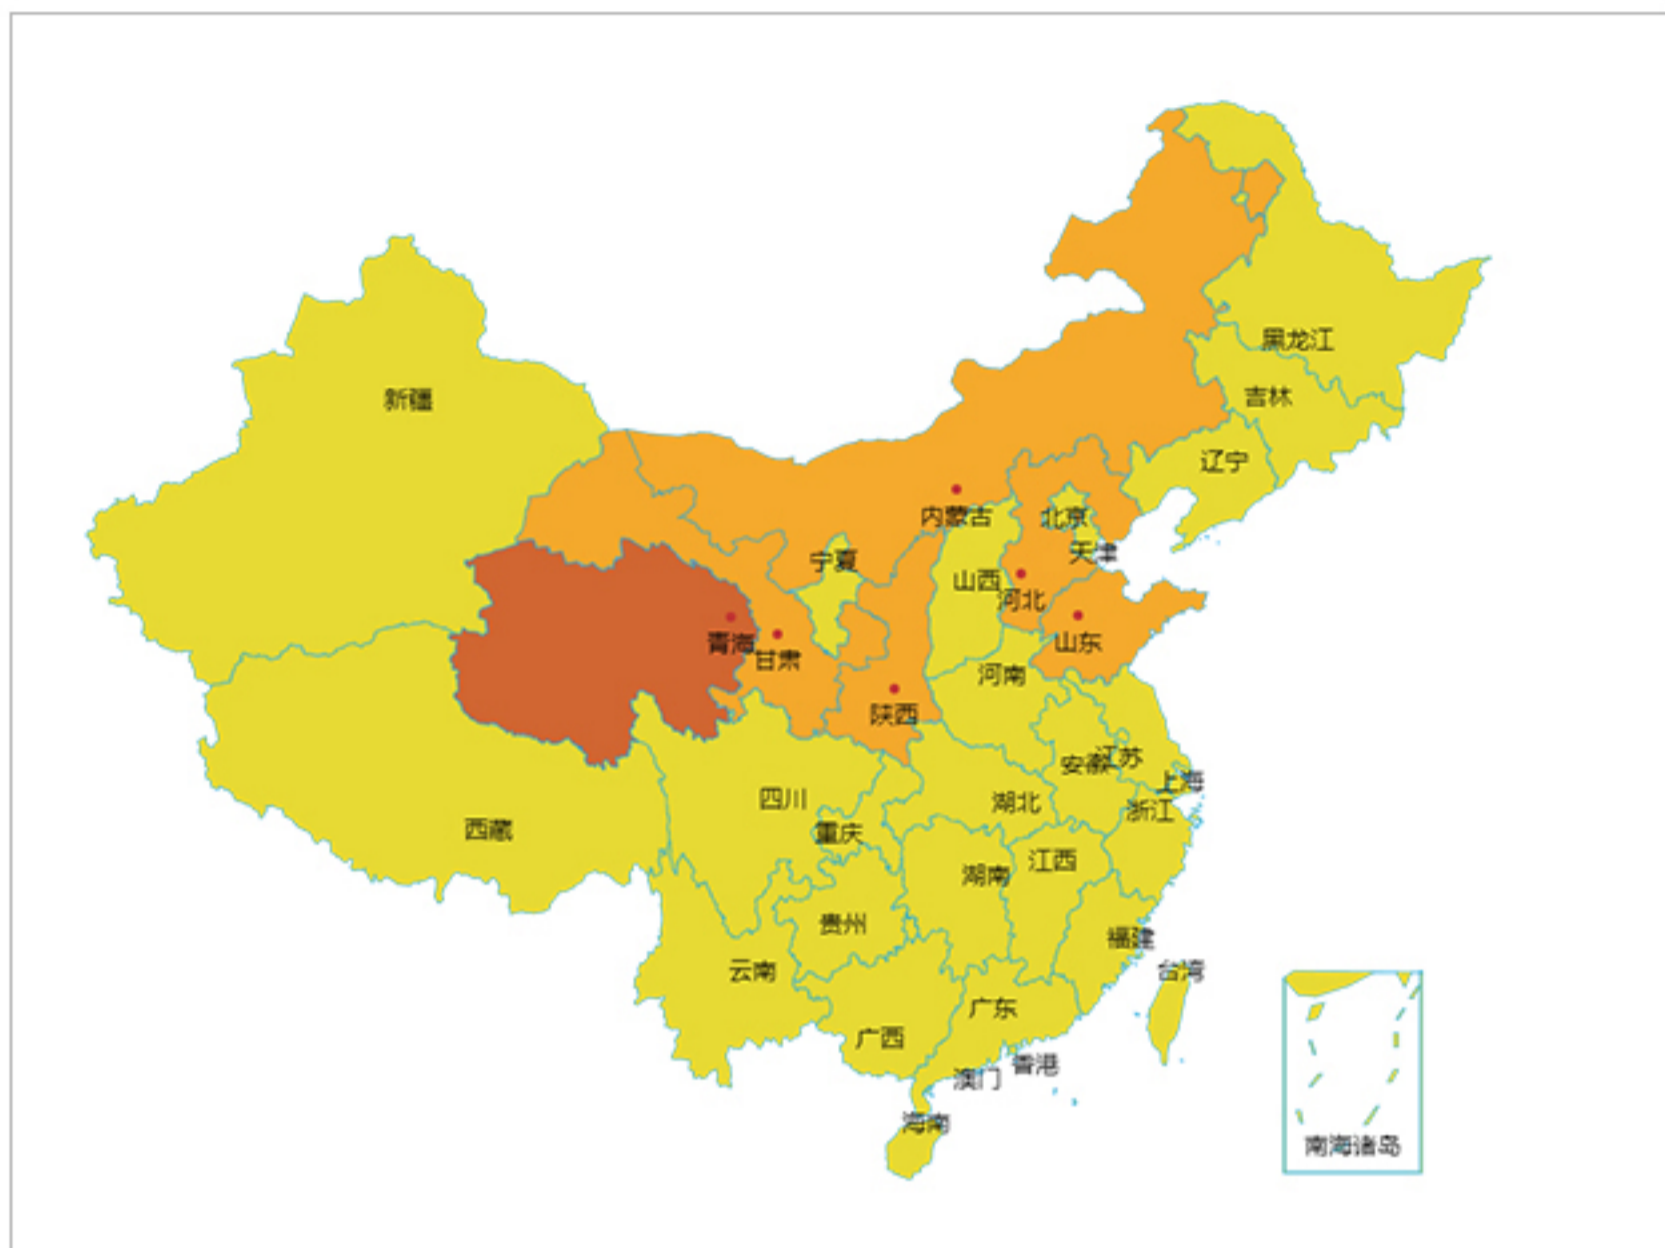 黑龙江
吉林
新疆
辽宁
内蒙古
北京
天津
宁夏
山西
河北
青海
甘肃
山东
河南
陕西
安徽
江苏
上海
四川
湖北
浙江
西藏
重庆
江西
湖南
贵州
福建
云南
台湾
广东
广西
香港
澳门
海南
南海诸岛